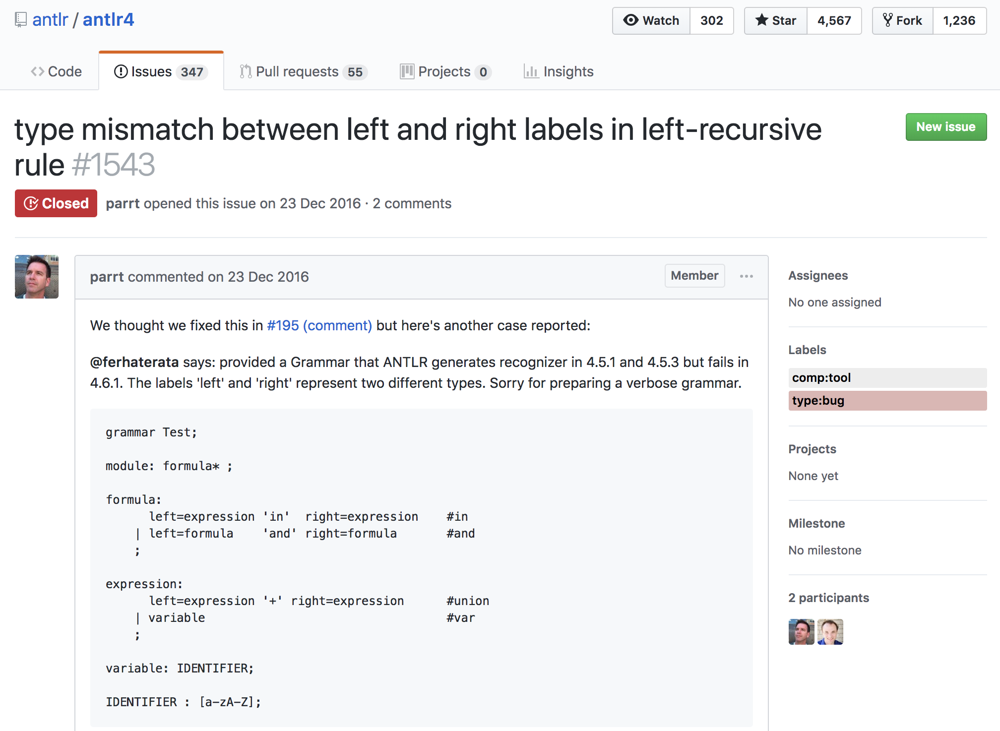 antlr / antlr4
Watch 302 Star 4,567 Fork 1,236
Code Issues 347 Pull requests 55 Projects 0 Insights
type mismatch between left and right labels in left-recursive
rule #1543
New issue
Closed parrt opened this issue on 23 Dec 2016 · 2 comments
parrt commented on 23 Dec 2016 Member ...
We thought we fixed this in #195 (comment) but here's another case reported:
@ferhaterata says: provided a Grammar that ANTLR generates recognizer in 4.5.1 and 4.5.3 but fails in
4.6.1. The labels 'left' and 'right' represent two different types. Sorry for preparing a verbose grammar.
grammar Test;
module: formula* ;
formula:
left=expression 'in' right=expression #in
| left=formula 'and' right=formula #and
;
expression:
left=expression '+' right=expression #union
| variable #var
;
variable: IDENTIFIER;
IDENTIFIER : [a-zA-Z];
Assignees
No one assigned
Labels
comp:tool
type:bug
Projects
None yet
Milestone
No milestone
2 participants